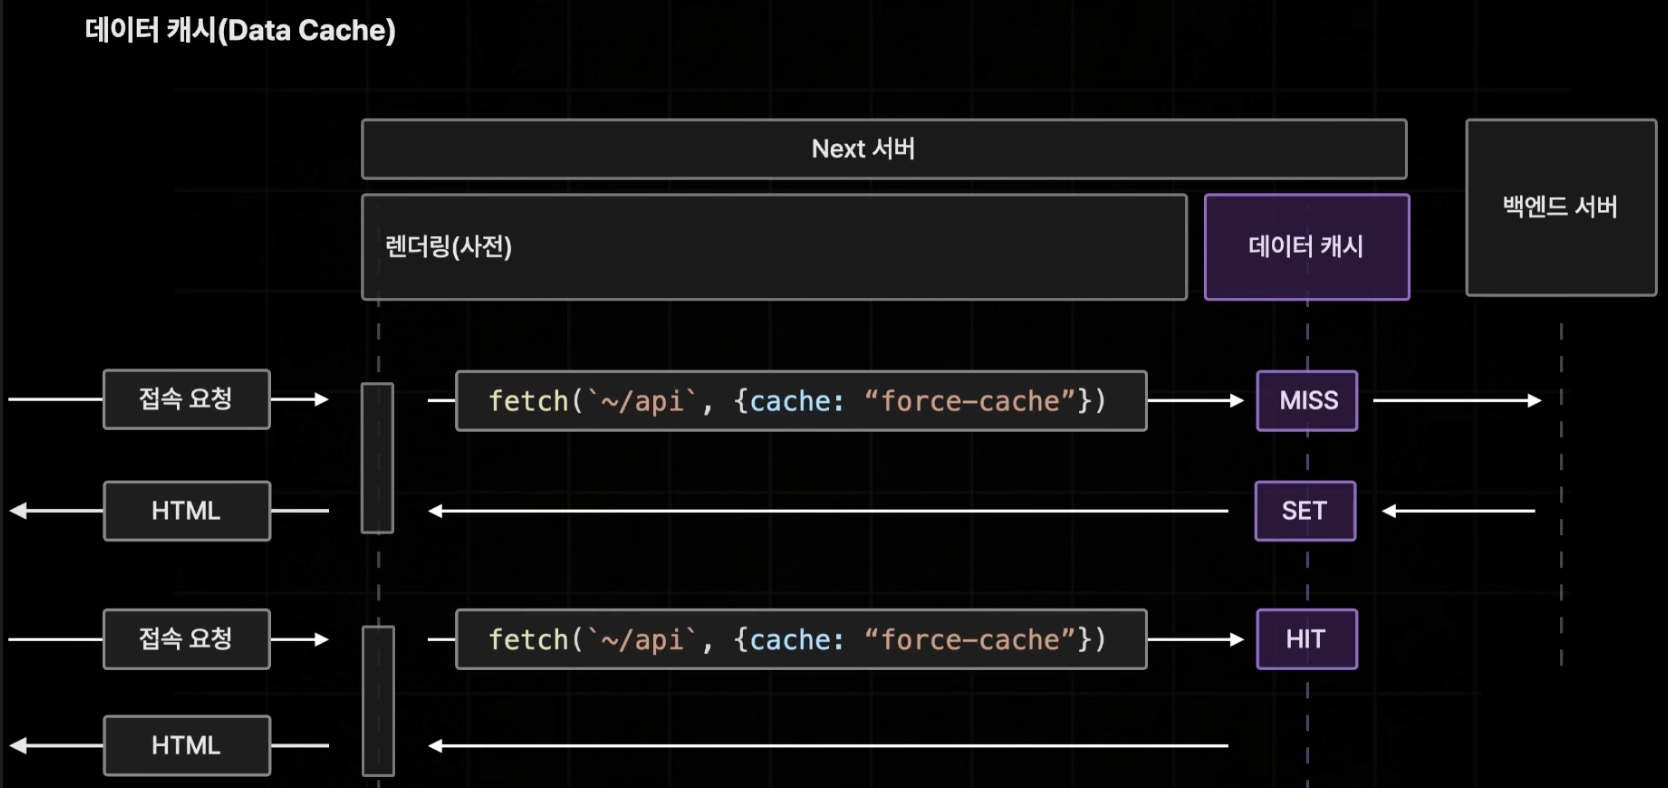 데이터 캐시(Data Cache)
Next 서버
백엔드 서버
렌더링(사전)
데이터 캐시
접속 요청
fetch(`~/api`, {cache: “force-cache”})
MISS
HTML
SET
접속 요청
fetch(`~/api`, {cache: “force-cache”})
HIT
HTML